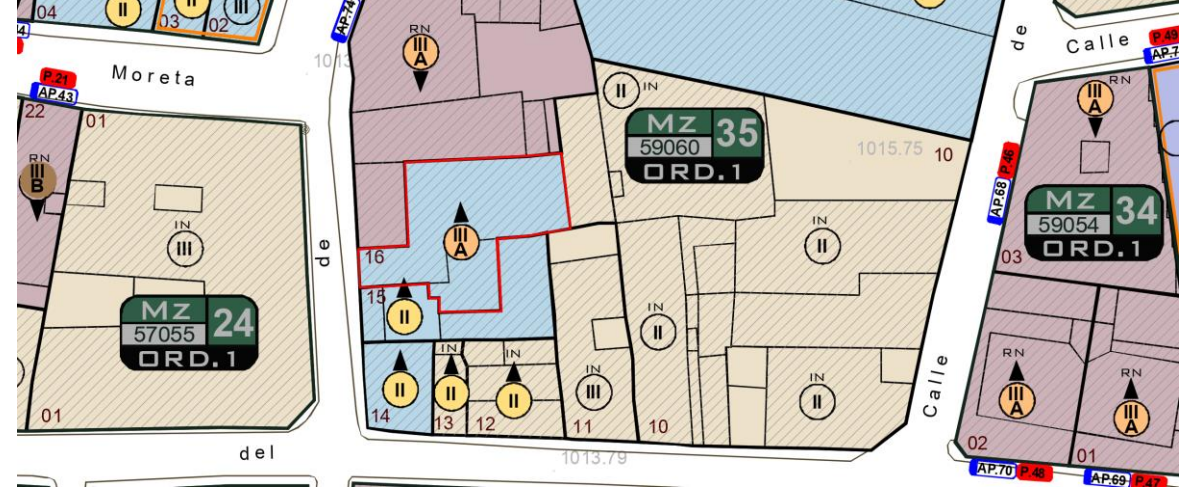 04
II
03
02
III
AP.74
RN
III
A
II
de
Calle
P.49
Moreta
P.21
AP.43
22
01
RN
III
B
IN
III
de
Mz
57055
24
ORD.1
01
II
IN
Mz
59060
35
ORD.1
1015.75
10
16
III
A
15
II
14
II
IN
II
13
IN
II
12
IN
III
11
IN
II
10
IN
II
IN
II
P.46
AP.68
RN
III
A
Mz
59054
34
ORD.1
03
Calle
RN
III
A
02
RN
III
A
01
AP.70
P.48
AP.69
P.47
del
1013.79